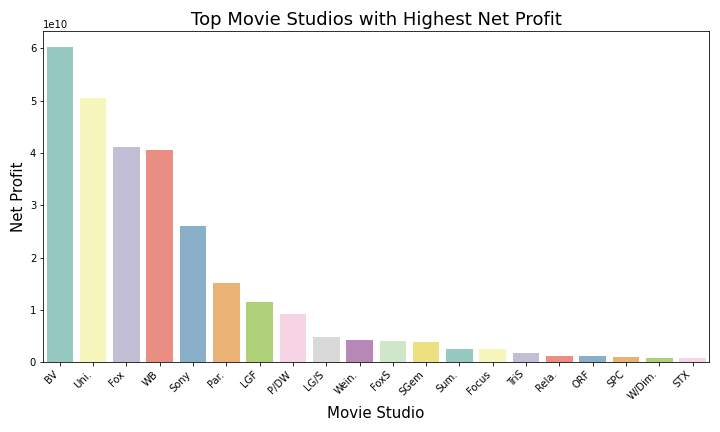 Top Movie Studios with Highest Net Profit
1e10
6
5
4
3
2
1
0
Net Profit
BV
Uni.
Fox
WB
Sony
Par.
LGF
P/DW
LG/S
Wein.
FoxS
SGem
Sum.
Focus
TriS
Rela.
ORF
SPC
W/Dim.
STX
Movie Studio